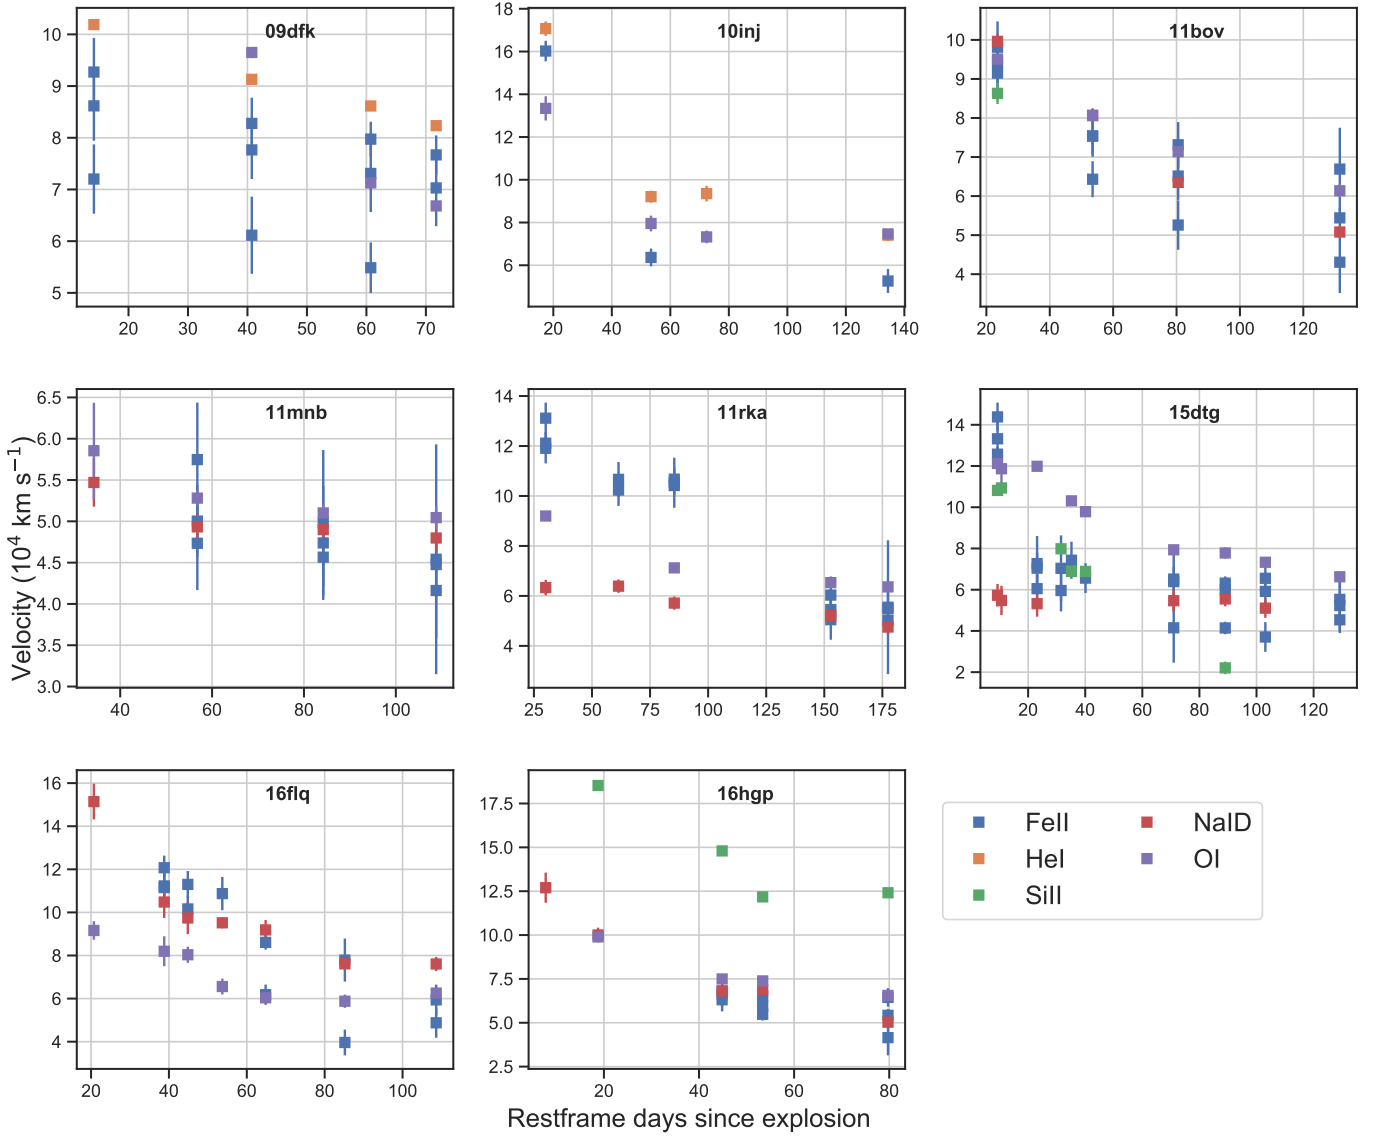 09dfk
10
9
8
7
6
5
20 30 40 50 60 70
10inj
18
16
14
12
10
8
6
20 40 60 80 100 120 140
11bov
10
9
8
7
6
5
4
20 40 60 80 100 120
Velocity (10⁴ km s⁻¹)
11mnb
6.5
6.0
5.5
5.0
4.5
4.0
3.5
3.0
40 60 80 100
11rka
14
12
10
8
6
4
25 50 75 100 125 150 175
15dtg
14
12
10
8
6
4
2
20 40 60 80 100 120
16flq
16
14
12
10
8
6
4
20 40 60 80 100
16hgp
17.5
15.0
12.5
10.0
7.5
5.0
2.5
20 40 60 80
FeII NaID
HeI OI
SiII
Restframe days since explosion